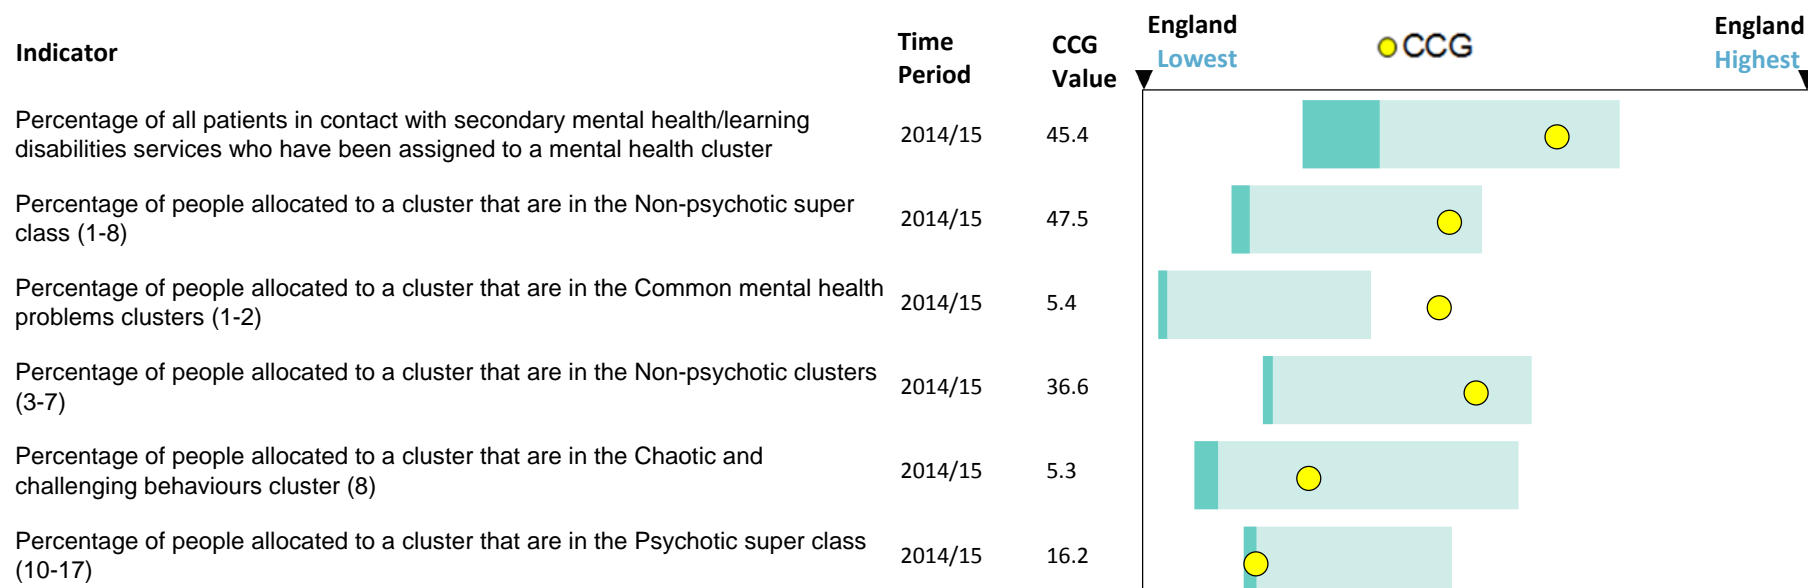 Indicator
Time
Period
CCG
Value
England
Lowest
CCG
England
Highest
Percentage of all patients in contact with secondary mental health/learning
disabilities services who have been assigned to a mental health cluster
2014/15
45.4
Percentage of people allocated to a cluster that are in the Non-psychotic super
class (1-8)
2014/15
47.5
Percentage of people allocated to a cluster that are in the Common mental health
problems clusters (1-2)
2014/15
5.4
Percentage of people allocated to a cluster that are in the Non-psychotic clusters
(3-7)
2014/15
36.6
Percentage of people allocated to a cluster that are in the Chaotic and
challenging behaviours cluster (8)
2014/15
5.3
Percentage of people allocated to a cluster that are in the Psychotic super class
(10-17)
2014/15
16.2